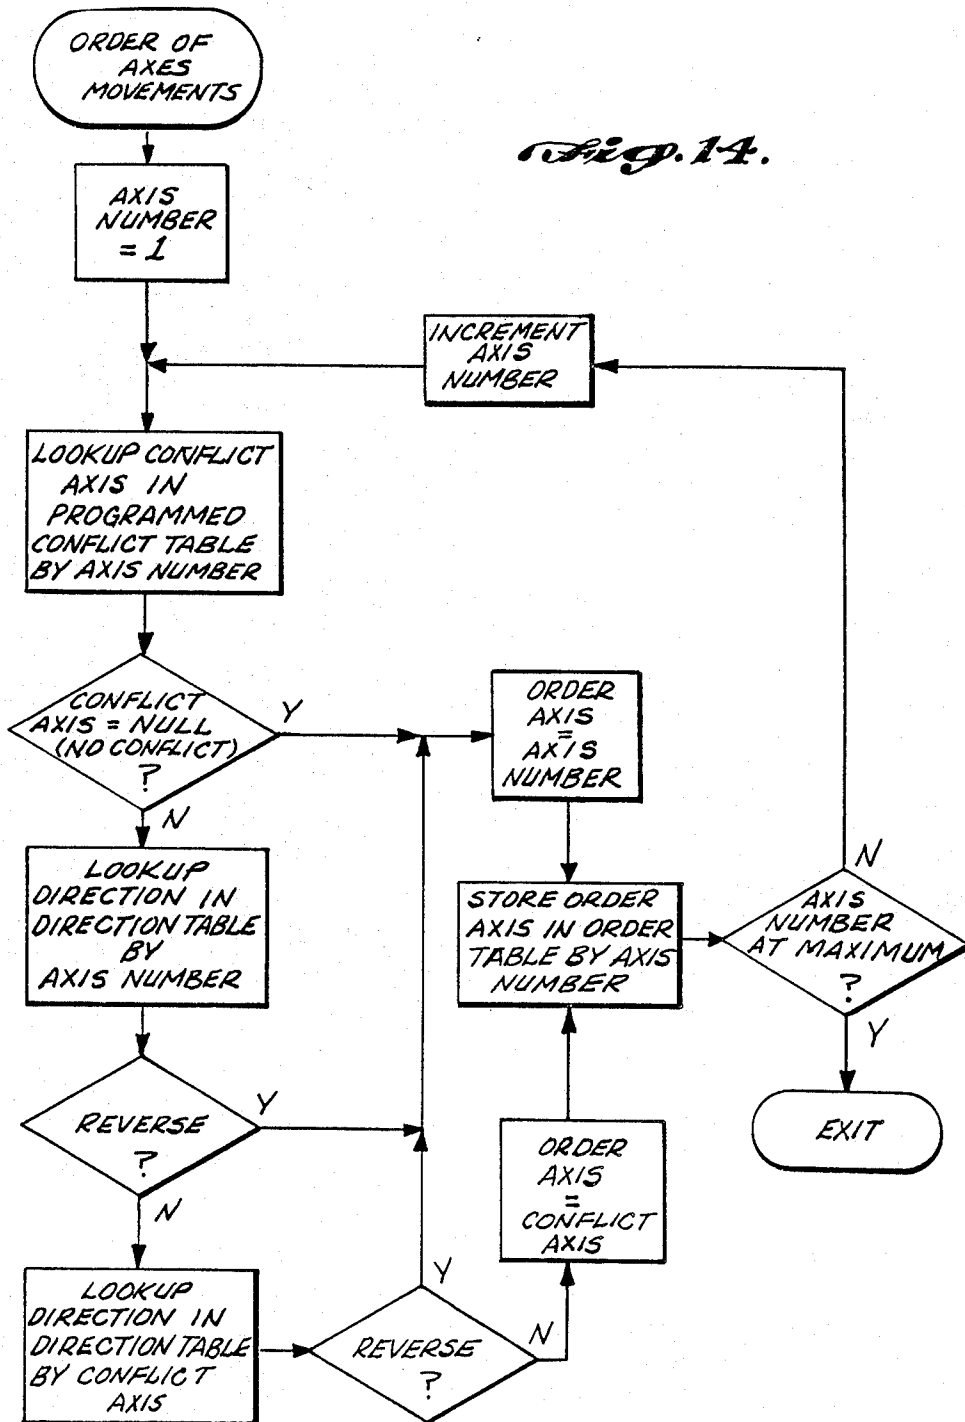 ORDER OF
AXES
MOVEMENTS
Fig. 14.
AXIS
NUMBER
= 1
INCREMENT
AXIS
NUMBER
LOOKUP CONFLICT
AXIS IN
PROGRAMMED
CONFLICT TABLE
BY AXIS NUMBER
CONFLICT
AXIS = NULL
(NO CONFLICT)
?
Y
N
ORDER
AXIS
=
AXIS
NUMBER
LOOKUP
DIRECTION IN
DIRECTION TABLE
BY
AXIS NUMBER
STORE ORDER
AXIS IN ORDER
TABLE BY AXIS
NUMBER
N
AXIS
NUMBER
AT MAXIMUM
?
Y
REVERSE
?
Y
N
ORDER
AXIS
=
CONFLICT
AXIS
EXIT
LOOKUP
DIRECTION IN
DIRECTION TABLE
BY CONFLICT
AXIS
Y
REVERSE
?
N